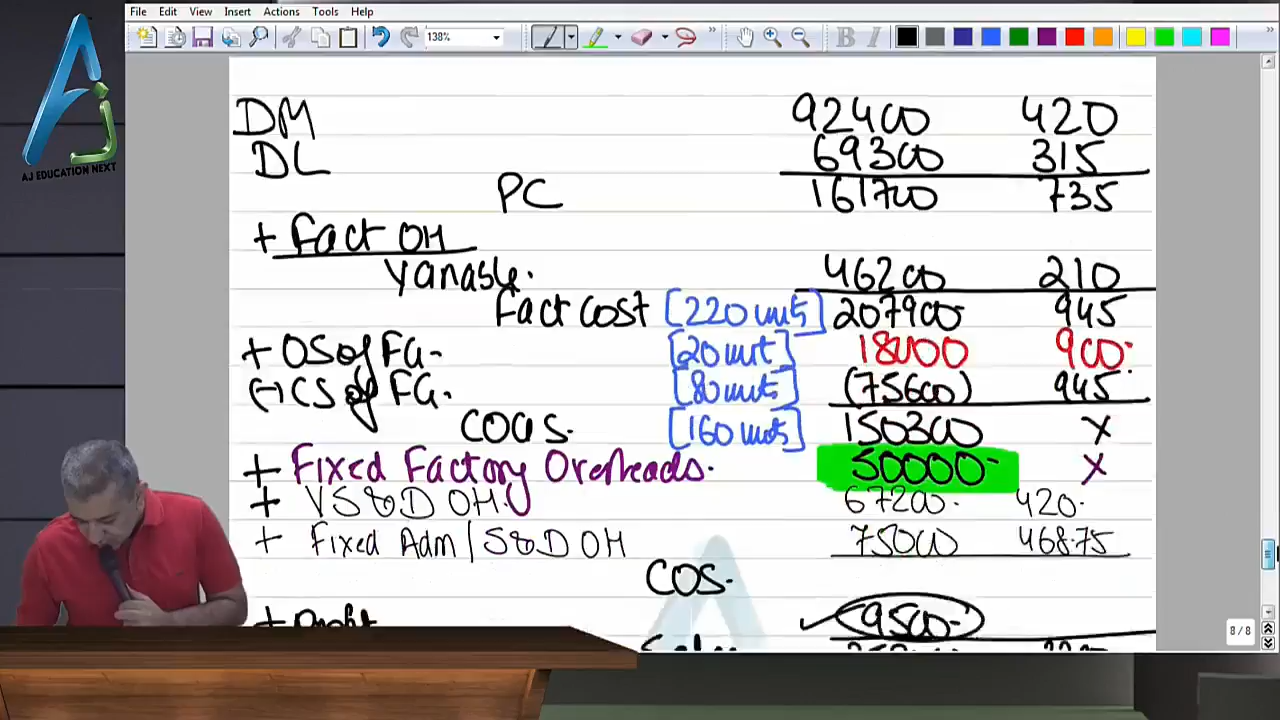 File Edit View Insert Actions Tools Help
138%
AJ EDUCATION NEXT
DM 92400 420
DL 69300 315
PC 161700 735
+ Fact OH
Variable. 46200 210
Fact Cost [220 units] 207900 945
+ OS of FG. [20 unit] 18000 900.
(-) CS of FG. [80 units] (75600) 945
COGS. [160 units] 150300 X
+ Fixed Factory Overheads. 50000 X
+ VS&D OH. 67200. 420.
+ Fixed Adm/S&D OH 75000 468.75
COS.
+ Profit 9500
8/8